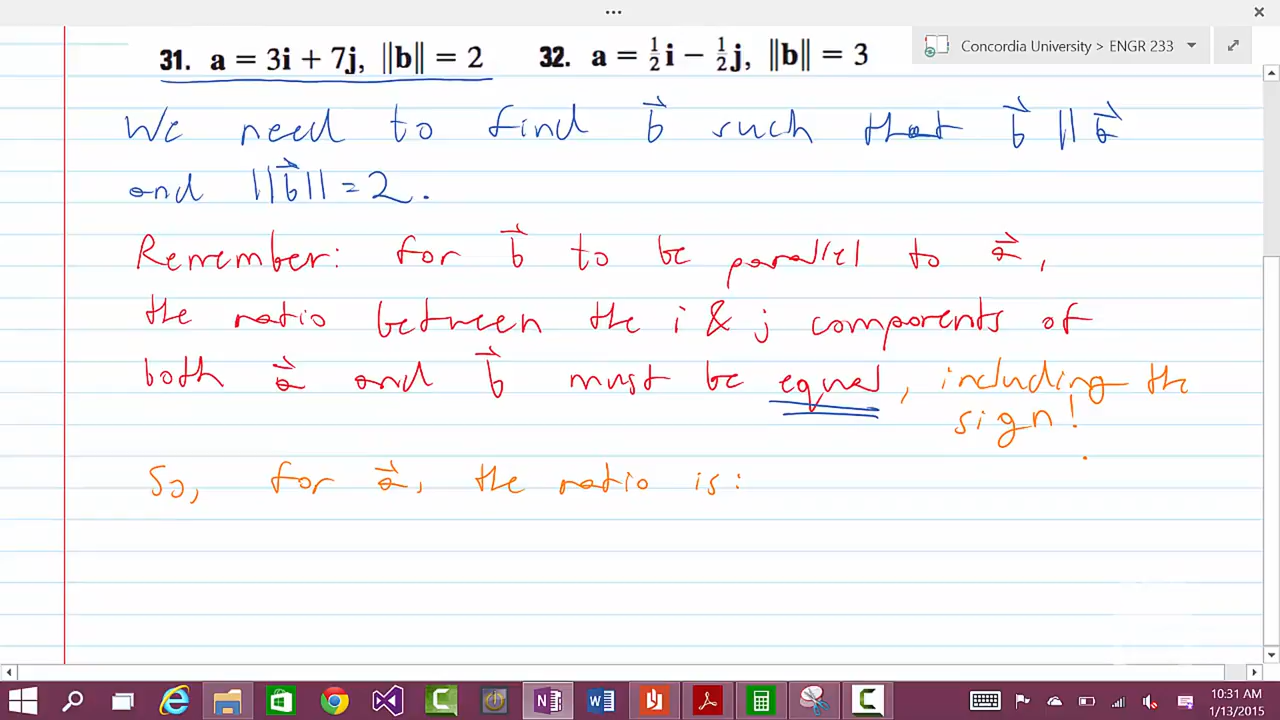 Concordia University > ENGR 233
31. a = 3i + 7j, ||b|| = 2 32. a = 1/2 i − 1/2 j, ||b|| = 3
We need to find b⃗ such that b⃗ || a⃗
and ||b⃗|| = 2.
Remember: for b⃗ to be parallel to a⃗,
the ratio between the i & j components of
both a⃗ and b⃗ must be equal, including the
sign!
So, for a⃗, the ratio is:
10:31 AM
1/13/2015